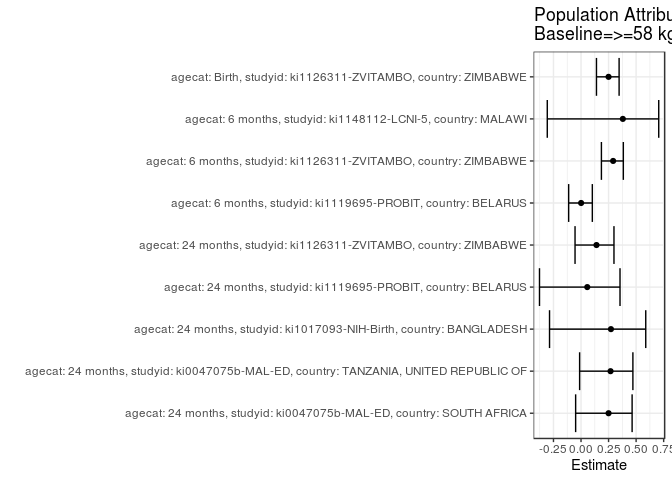 Population Attribu
Baseline=>=58 kg
agecat: Birth, studyid: ki1126311-ZVITAMBO, country: ZIMBABWE
agecat: 6 months, studyid: ki1148112-LCNI-5, country: MALAWI
agecat: 6 months, studyid: ki1126311-ZVITAMBO, country: ZIMBABWE
agecat: 6 months, studyid: ki1119695-PROBIT, country: BELARUS
agecat: 24 months, studyid: ki1126311-ZVITAMBO, country: ZIMBABWE
agecat: 24 months, studyid: ki1119695-PROBIT, country: BELARUS
agecat: 24 months, studyid: ki1017093-NIH-Birth, country: BANGLADESH
agecat: 24 months, studyid: ki0047075b-MAL-ED, country: TANZANIA, UNITED REPUBLIC OF
agecat: 24 months, studyid: ki0047075b-MAL-ED, country: SOUTH AFRICA
-0.25 0.00 0.25 0.50 0.75
Estimate